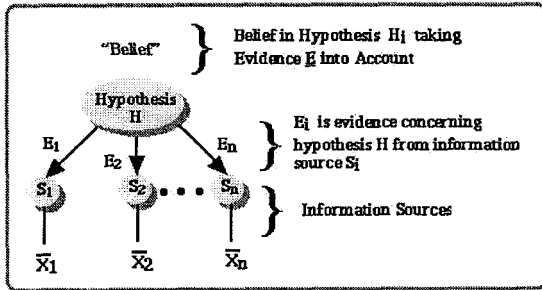 "Belief"
Belief in Hypothesis Hi taking
Evidence E into Account
Hypothesis
H
E1
E2
En
Ei is evidence concerning
hypothesis H from information
source Si
S1
S2
• • •
Sn
Information Sources
X̄1
X̄2
X̄n